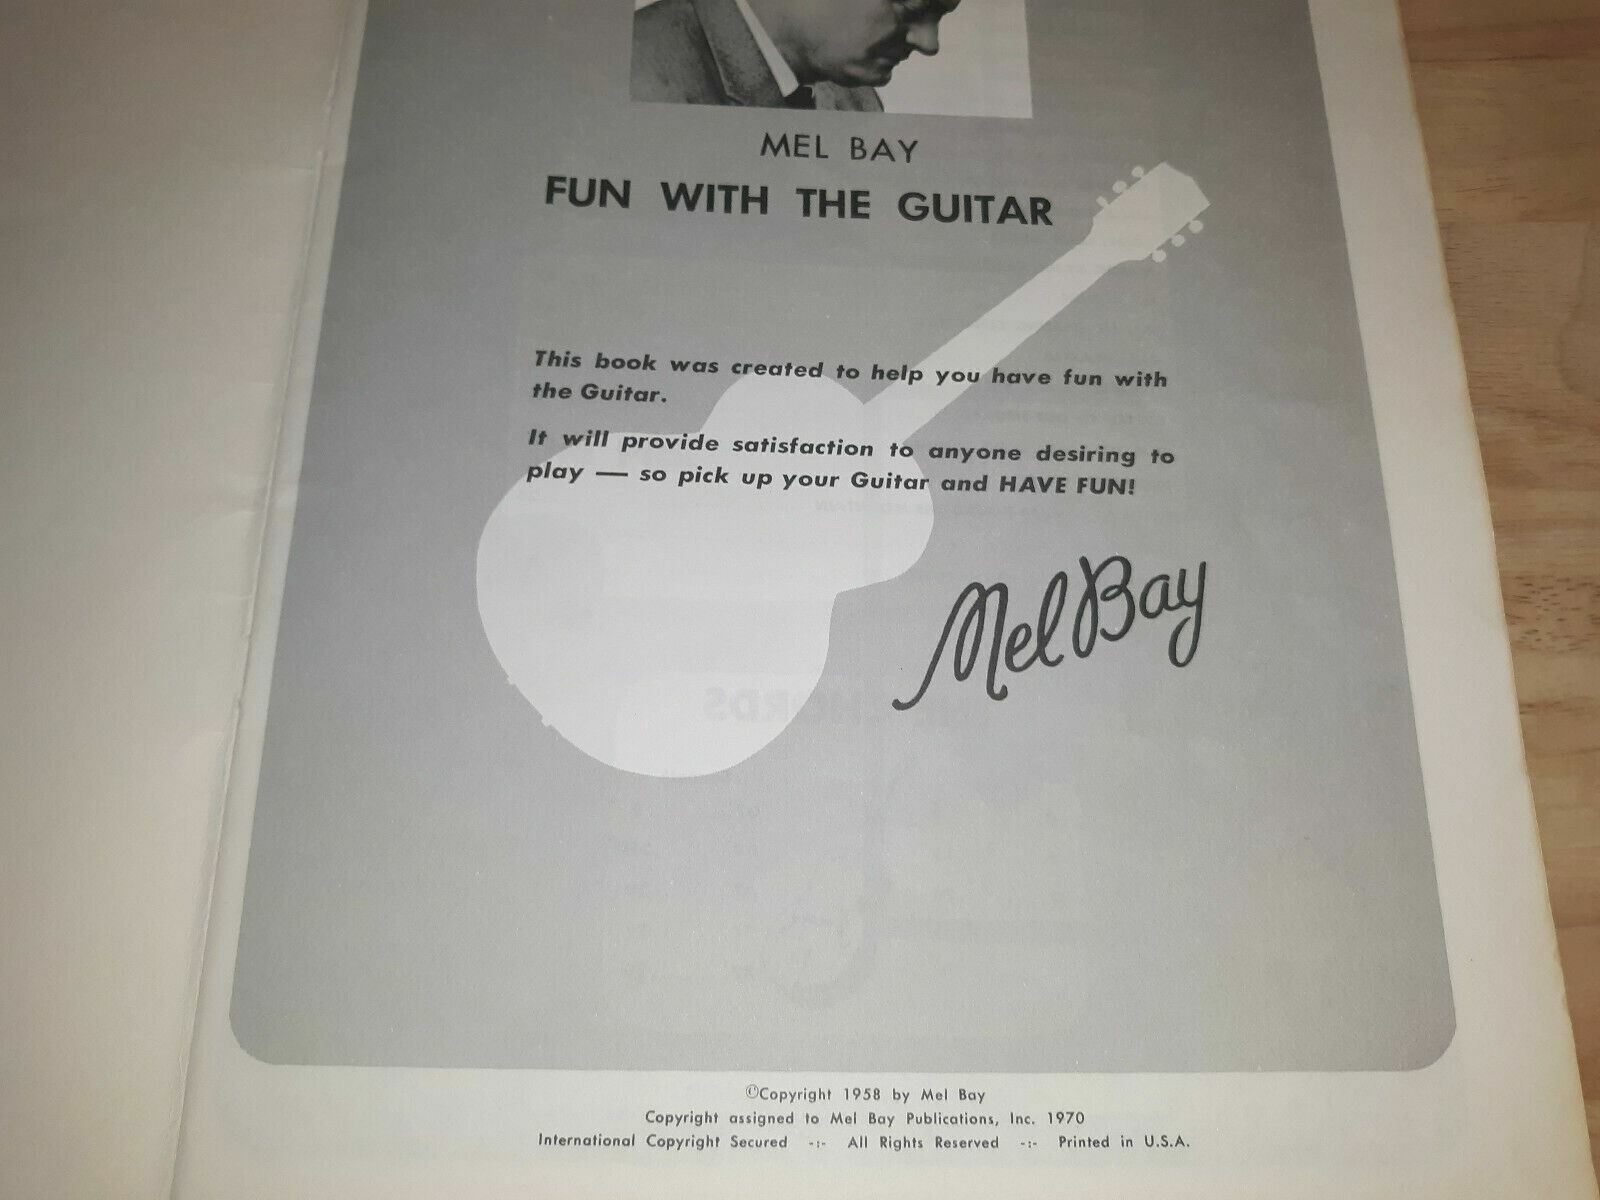 MEL BAY
FUN WITH THE GUITAR
This book was created to help you have fun with
the Guitar.
It will provide satisfaction to anyone desiring to
play — so pick up your Guitar and HAVE FUN!
Mel Bay
©Copyright 1958 by Mel Bay
Copyright assigned to Mel Bay Publications, Inc. 1970
International Copyright Secured -:- All Rights Reserved -:- Printed in U.S.A.